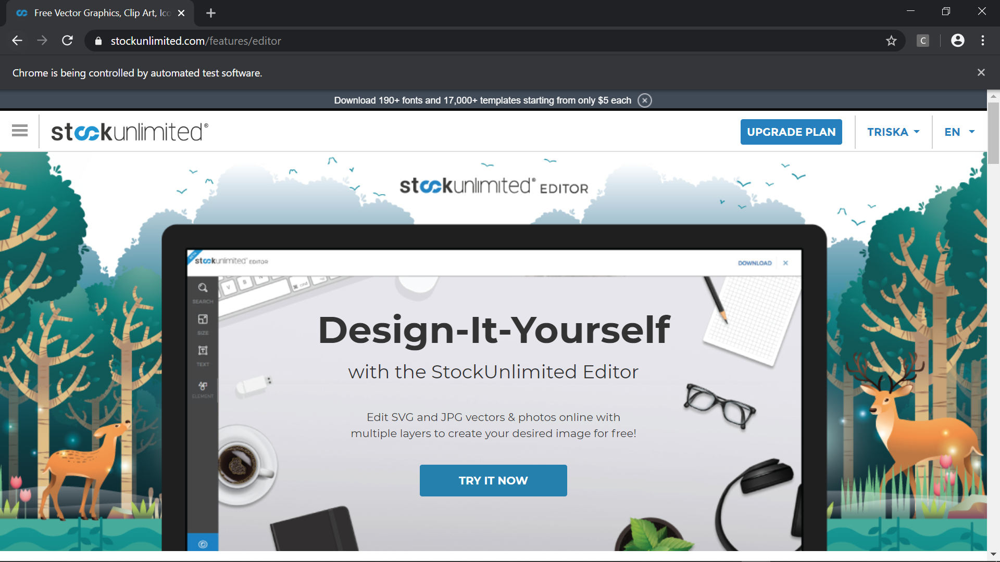 Free Vector Graphics, Clip Art, Ico
stockunlimited.com/features/editor
C
Chrome is being controlled by automated test software.
Download 190+ fonts and 17,000+ templates starting from only $5 each
stockunlimited®
UPGRADE PLAN
TRISKA
EN
stockunlimited® EDITOR
BETA
stockunlimited® EDITOR
DOWNLOAD
SEARCH
SIZE
TEXT
ELEMENT
V
B
N
⌘ cmd
Design-It-Yourself
with the StockUnlimited Editor
Edit SVG and JPG vectors & photos online with
multiple layers to create your desired image for free!
TRY IT NOW